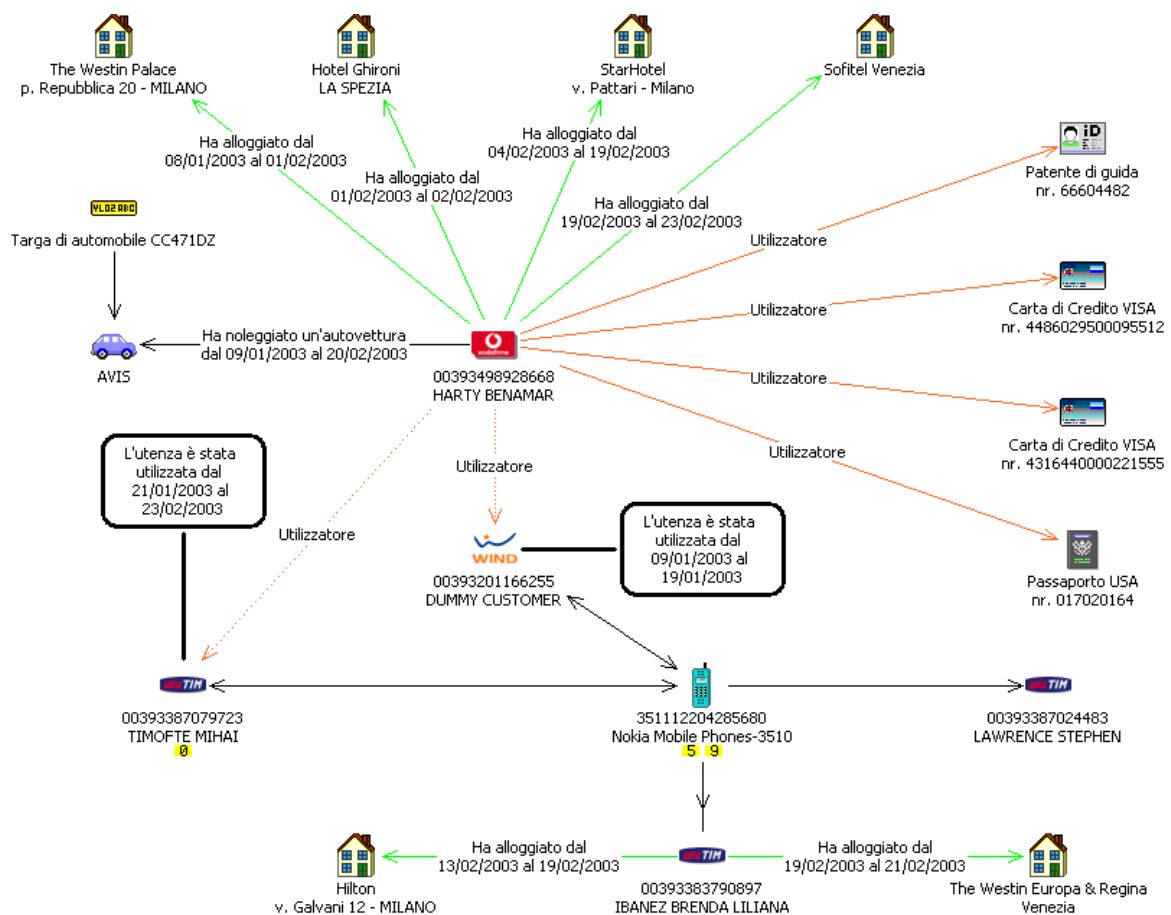 The Westin Palace
p. Repubblica 20 - MILANO
Hotel Ghironi
LA SPEZIA
StarHotel
v. Pattari - Milano
Sofitel Venezia
Ha alloggiato dal
08/01/2003 al 01/02/2003
Ha alloggiato dal
01/02/2003 al 02/02/2003
Ha alloggiato dal
04/02/2003 al 19/02/2003
Ha alloggiato dal
19/02/2003 al 23/02/2003
iD
Patente di guida
nr. 66604482
YL02ABC
Targa di automobile CC471DZ
Utilizzatore
Utilizzatore
Carta di Credito VISA
nr. 4486029500095512
Ha noleggiato un'autovettura
dal 09/01/2003 al 20/02/2003
AVIS
vodafone
00393498928668
HARTY BENAMAR
Utilizzatore
Carta di Credito VISA
nr. 4316440000221555
L'utenza è stata
utilizzata dal
21/01/2003 al
23/02/2003
Utilizzatore
Utilizzatore
Utilizzatore
WIND
00393201166255
DUMMY CUSTOMER
L'utenza è stata
utilizzata dal
09/01/2003 al
19/01/2003
Passaporto USA
nr. 017020164
TIM
00393387079723
TIMOFTE MIHAI
0
351112204285680
Nokia Mobile Phones-3510
5 9
TIM
00393387024483
LAWRENCE STEPHEN
Hilton
v. Galvani 12 - MILANO
Ha alloggiato dal
13/02/2003 al 19/02/2003
TIM
00393383790897
IBANEZ BRENDA LILIANA
Ha alloggiato dal
19/02/2003 al 21/02/2003
The Westin Europa & Regina
Venezia